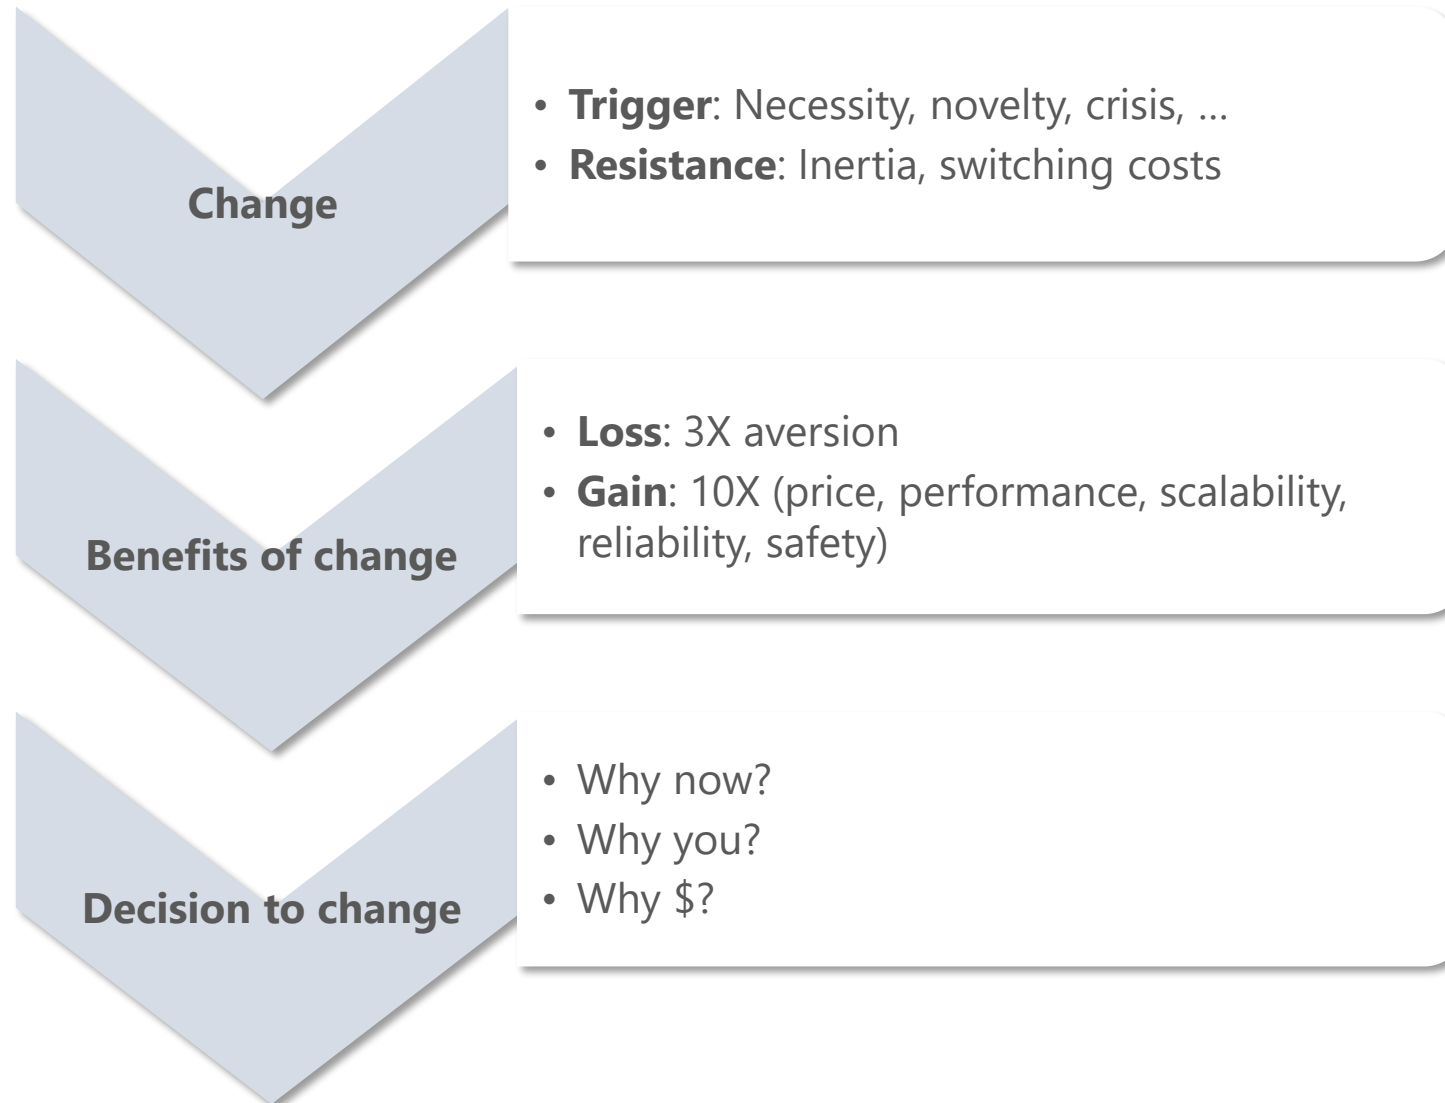 Change
• Trigger: Necessity, novelty, crisis, ...
• Resistance: Inertia, switching costs
Benefits of change
• Loss: 3X aversion
• Gain: 10X (price, performance, scalability,
reliability, safety)
Decision to change
• Why now?
• Why you?
• Why $?